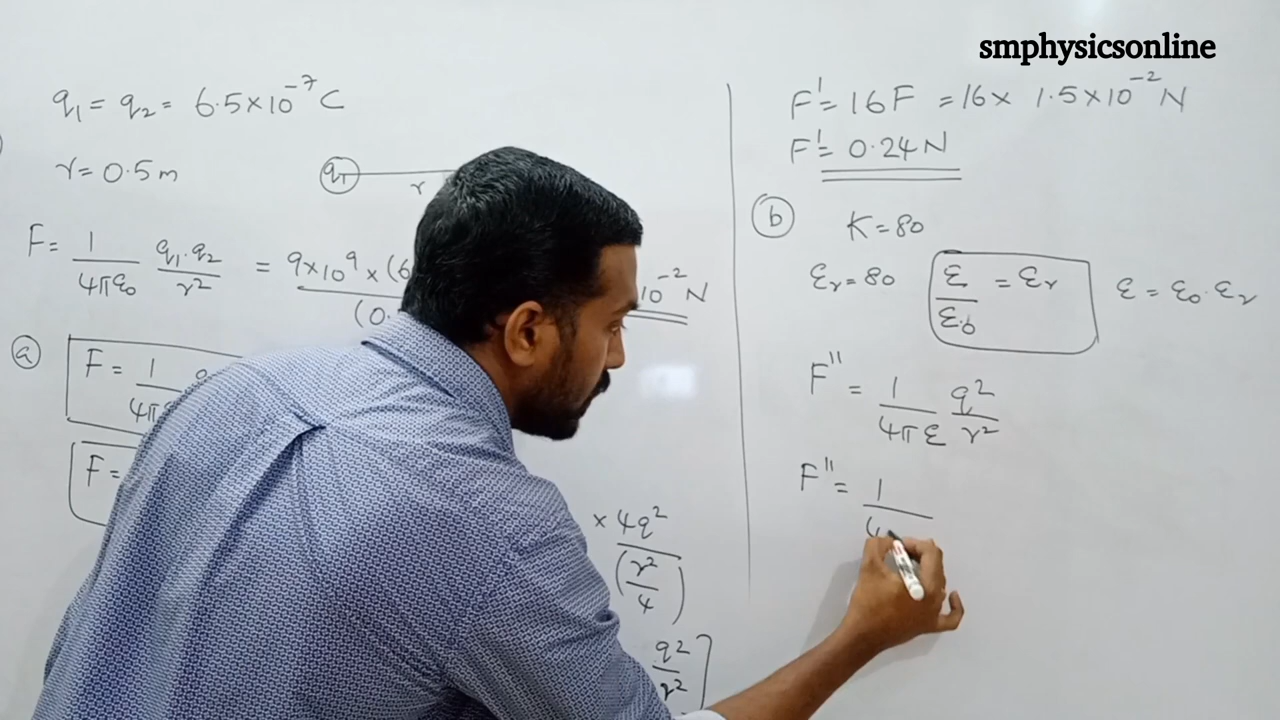 smphysicsonline
q₁ = q₂ = 6.5×10⁻⁷ C
r = 0.5 m
q₁
r
F = 1/4πε₀ q₁.q₂/r² = 9×10⁹×(6 / (0. 10⁻² N
a
F = 1/4πε
F =
× 4q²/(r²/4)
q²/r²
F' = 16F = 16 × 1.5×10⁻² N
F' = 0.24 N
b K = 80
εr = 80 ε/ε₀ = εr ε = ε₀.εr
F'' = 1/4πε q²/r²
F'' = 1/4